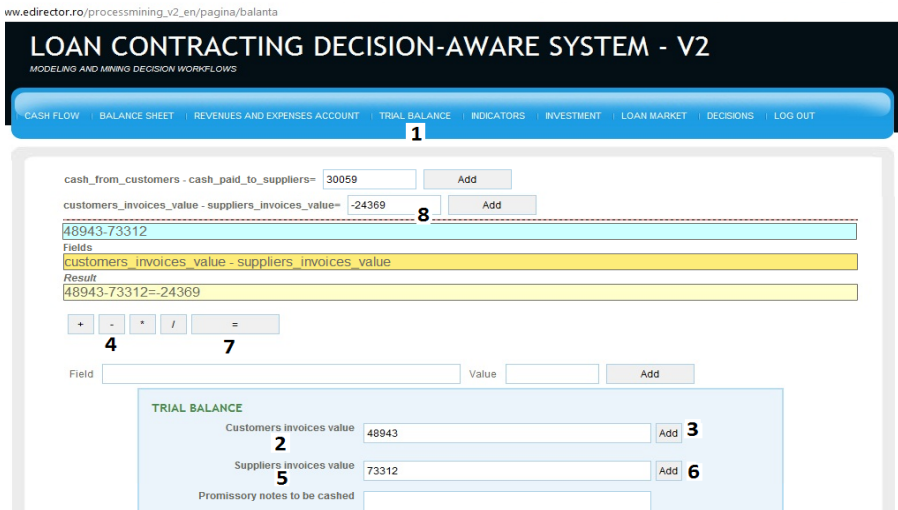 ww.edirector.ro/processmining_v2_en/pagina/balanta
LOAN CONTRACTING DECISION-AWARE SYSTEM - V2
MODELING AND MINING DECISION WORKFLOWS
CASH FLOW BALANCE SHEET REVENUES AND EXPENSES ACCOUNT TRIAL BALANCE INDICATORS INVESTMENT LOAN MARKET DECISIONS LOG OUT
1
cash_from_customers - cash_paid_to_suppliers= 30059 Add
customers_invoices_value - suppliers_invoices_value= -24369 Add
8
48943-73312
Fields
customers_invoices_value - suppliers_invoices_value
Result
48943-73312=-24369
+ - * / =
4 7
Field Value Add
TRIAL BALANCE
Customers invoices value 48943 Add 3
2
Suppliers invoices value 73312 Add 6
5
Promissory notes to be cashed